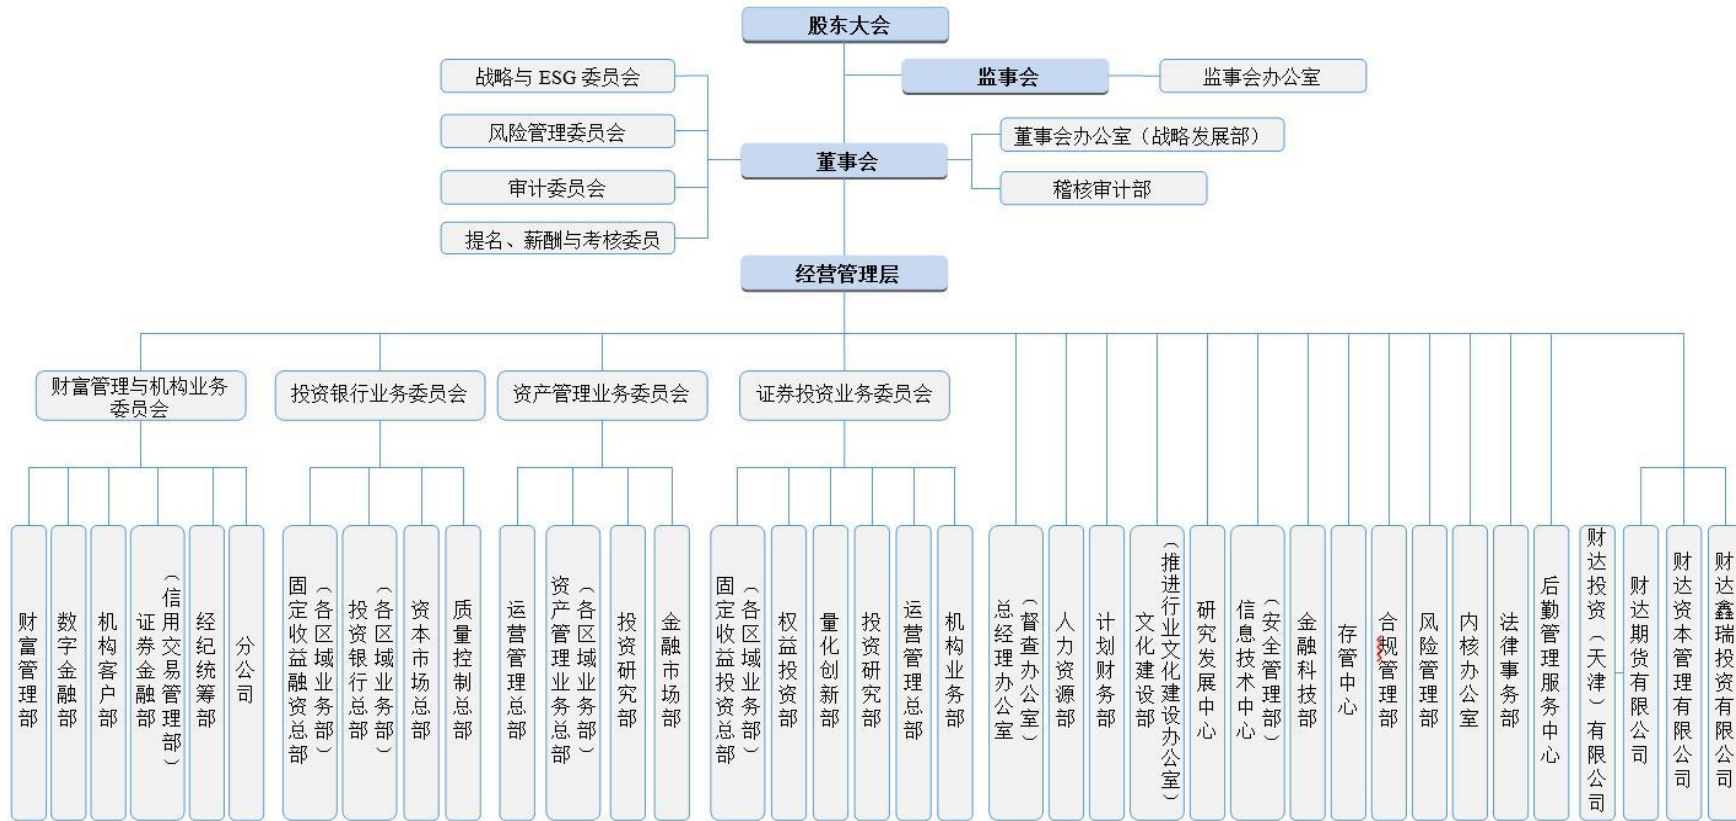 股东大会
战略与 ESG 委员会
监事会
监事会办公室
风险管理委员会
董事会办公室（战略发展部）
董事会
审计委员会
稽核审计部
提名、薪酬与考核委员
经营管理层
财富管理与机构业务
委员会
投资银行业务委员会
资产管理业务委员会
证券投资业务委员会
财富管理部
数字金融部
机构客户部
证券金融部
（信用交易管理部）
经纪统筹部
分公司
固定收益融资总部
（各区域业务部）
投资银行总部
（各区域业务部）
资本市场总部
质量控制总部
运营管理总部
资产管理业务总部
（各区域业务部）
投资研究部
金融市场部
固定收益投资总部
（各区域业务部）
权益投资部
量化创新部
投资研究部
运营管理总部
机构业务部
总经理办公室
（督查办公室）
人力资源部
计划财务部
文化建设部
（推进行业文化建设办公室）
研究发展中心
信息技术中心
（安全管理部）
金融科技部
存管中心
合规管理部
风险管理部
内核办公室
法律事务部
后勤管理服务中心
财达投资（天津）有限公司
财达期货有限公司
财达资本管理有限公司
财达鑫瑞投资有限公司